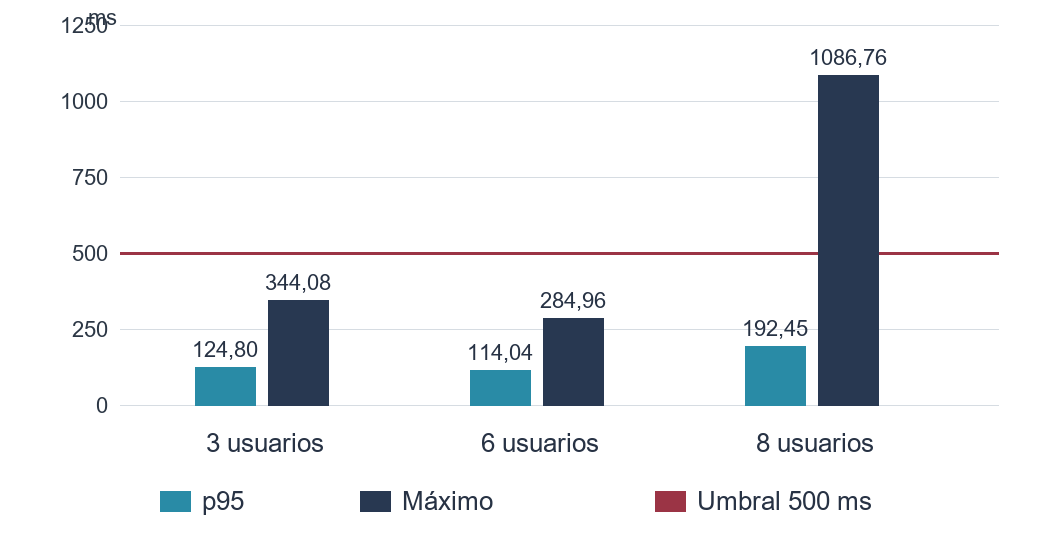 ms
1250
1000
750
500
250
0
1086,76
344,08
284,96
192,45
124,80
114,04
3 usuarios
6 usuarios
8 usuarios
p95
Máximo
Umbral 500 ms